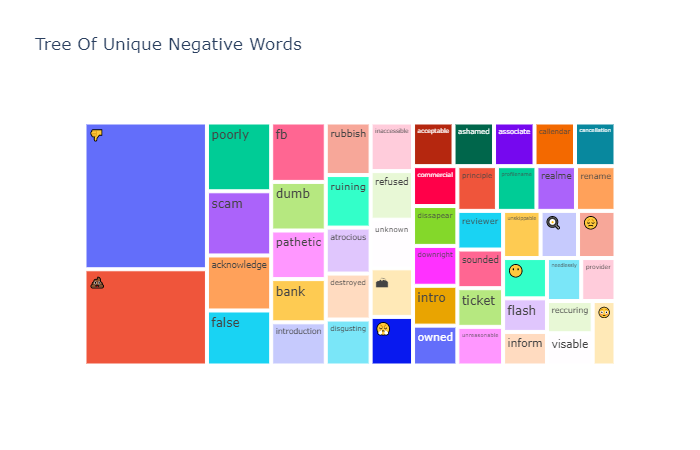 Tree Of Unique Negative Words
👎
💩
poorly
scam
acknowledge
false
fb
dumb
pathetic
bank
introduction
rubbish
ruining
atrocious
destroyed
disgusting
inaccessible
refused
unknown
acceptable
ashamed
associate
callendar
cancellation
commercial
principle
realme
rename
dissapear
reviewer
unskippable
downright
sounded
needlessly
provider
intro
ticket
flash
reccuring
owned
unreasonable
inform
visable